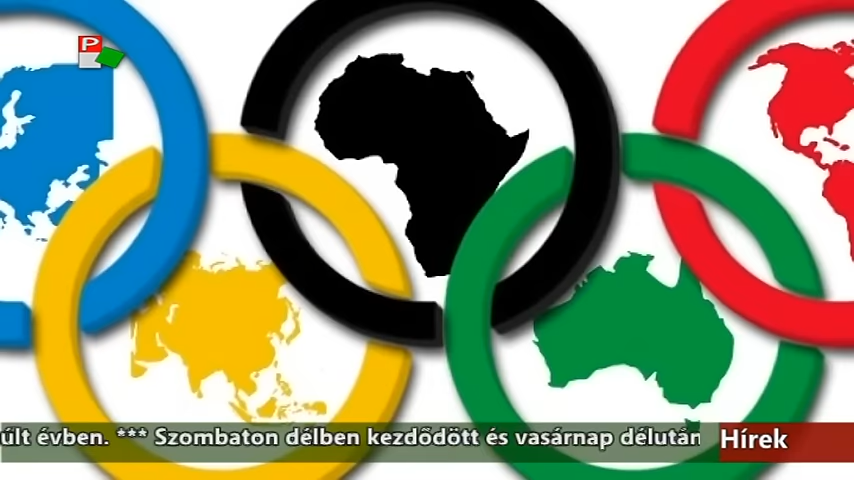 P
últ évben. *** Szombaton délben kezdődött és vasárnap délután
Hírek